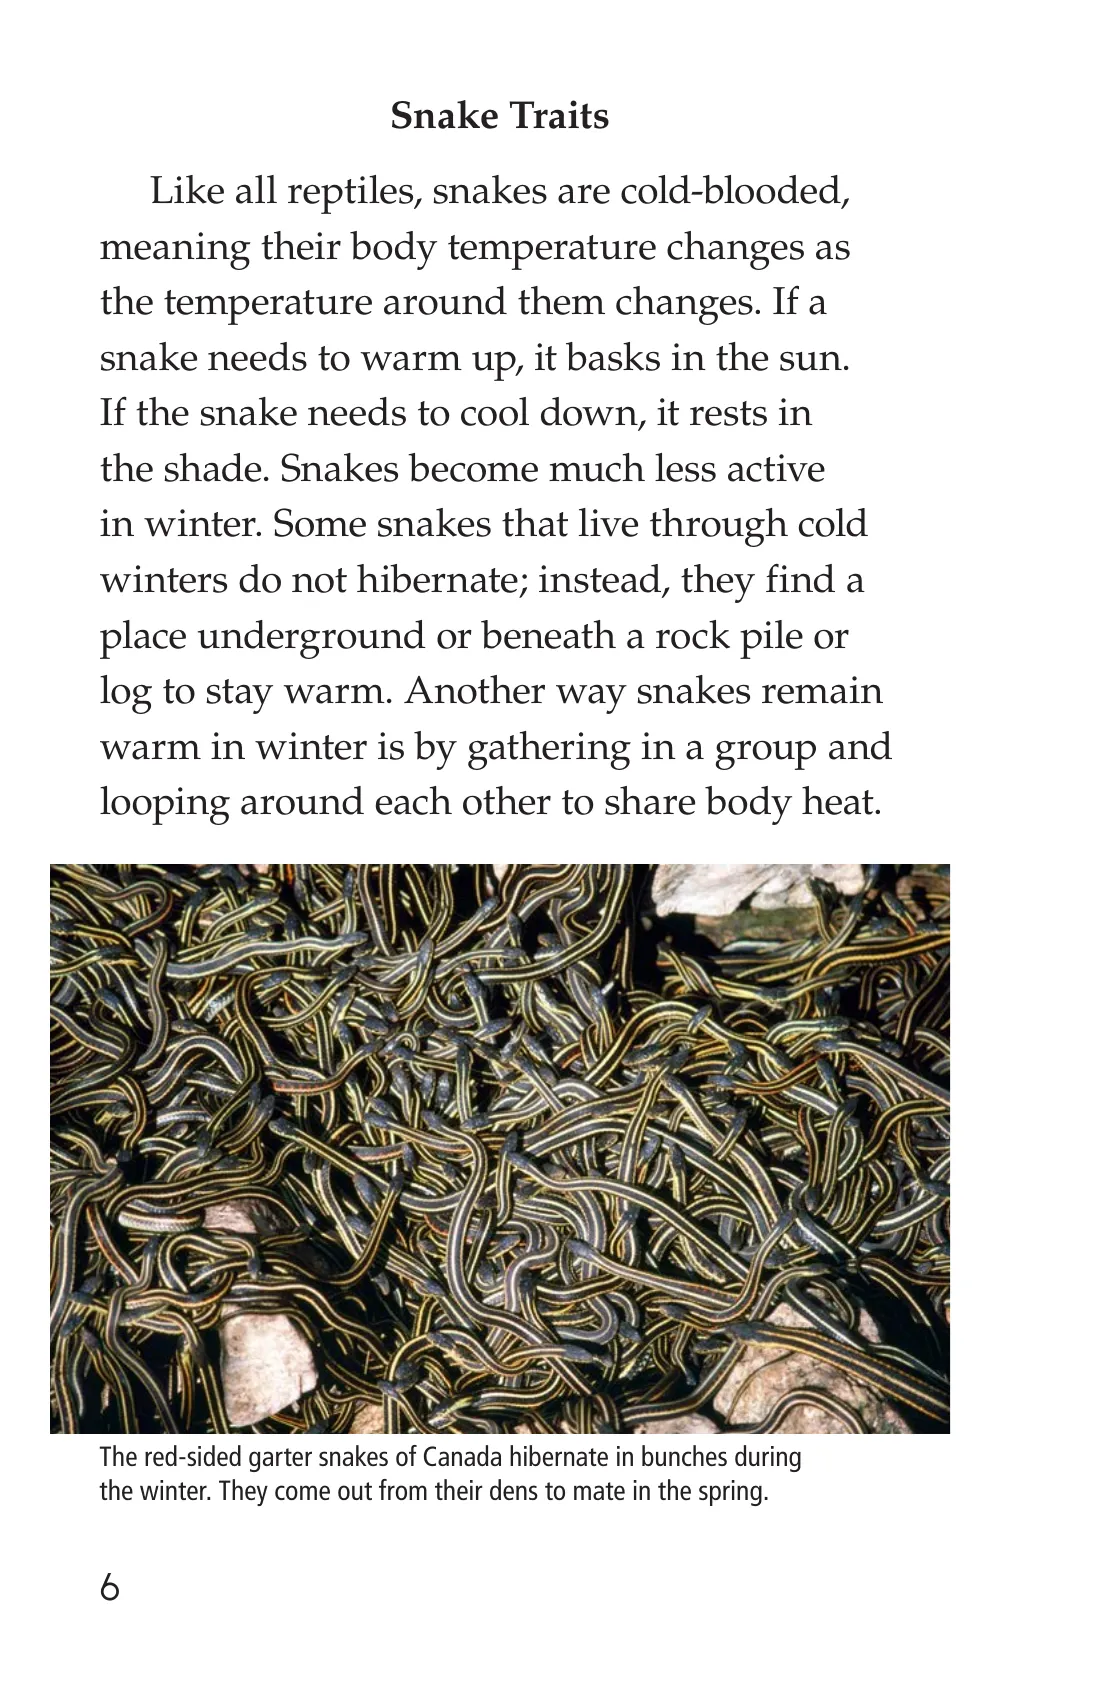 Snake Traits
Like all reptiles, snakes are cold-blooded,
meaning their body temperature changes as
the temperature around them changes. If a
snake needs to warm up, it basks in the sun.
If the snake needs to cool down, it rests in
the shade. Snakes become much less active
in winter. Some snakes that live through cold
winters do not hibernate; instead, they find a
place underground or beneath a rock pile or
log to stay warm. Another way snakes remain
warm in winter is by gathering in a group and
looping around each other to share body heat.
The red-sided garter snakes of Canada hibernate in bunches during
the winter. They come out from their dens to mate in the spring.
6